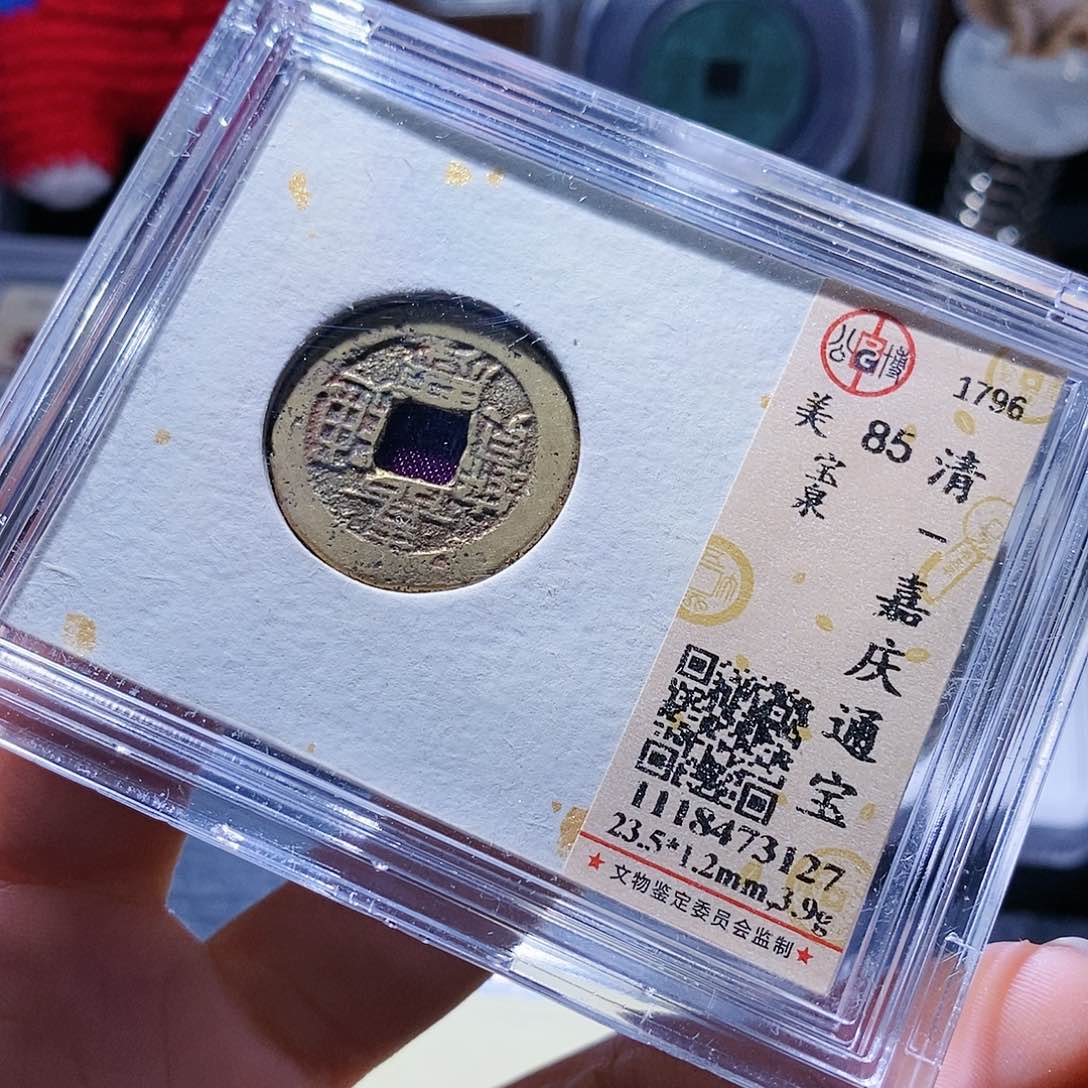 公博
G
1796
美 85
宝泉
清一嘉庆通宝
1118473127
23.5*1.2mm,3.9g
★文物鉴定委员会监制★